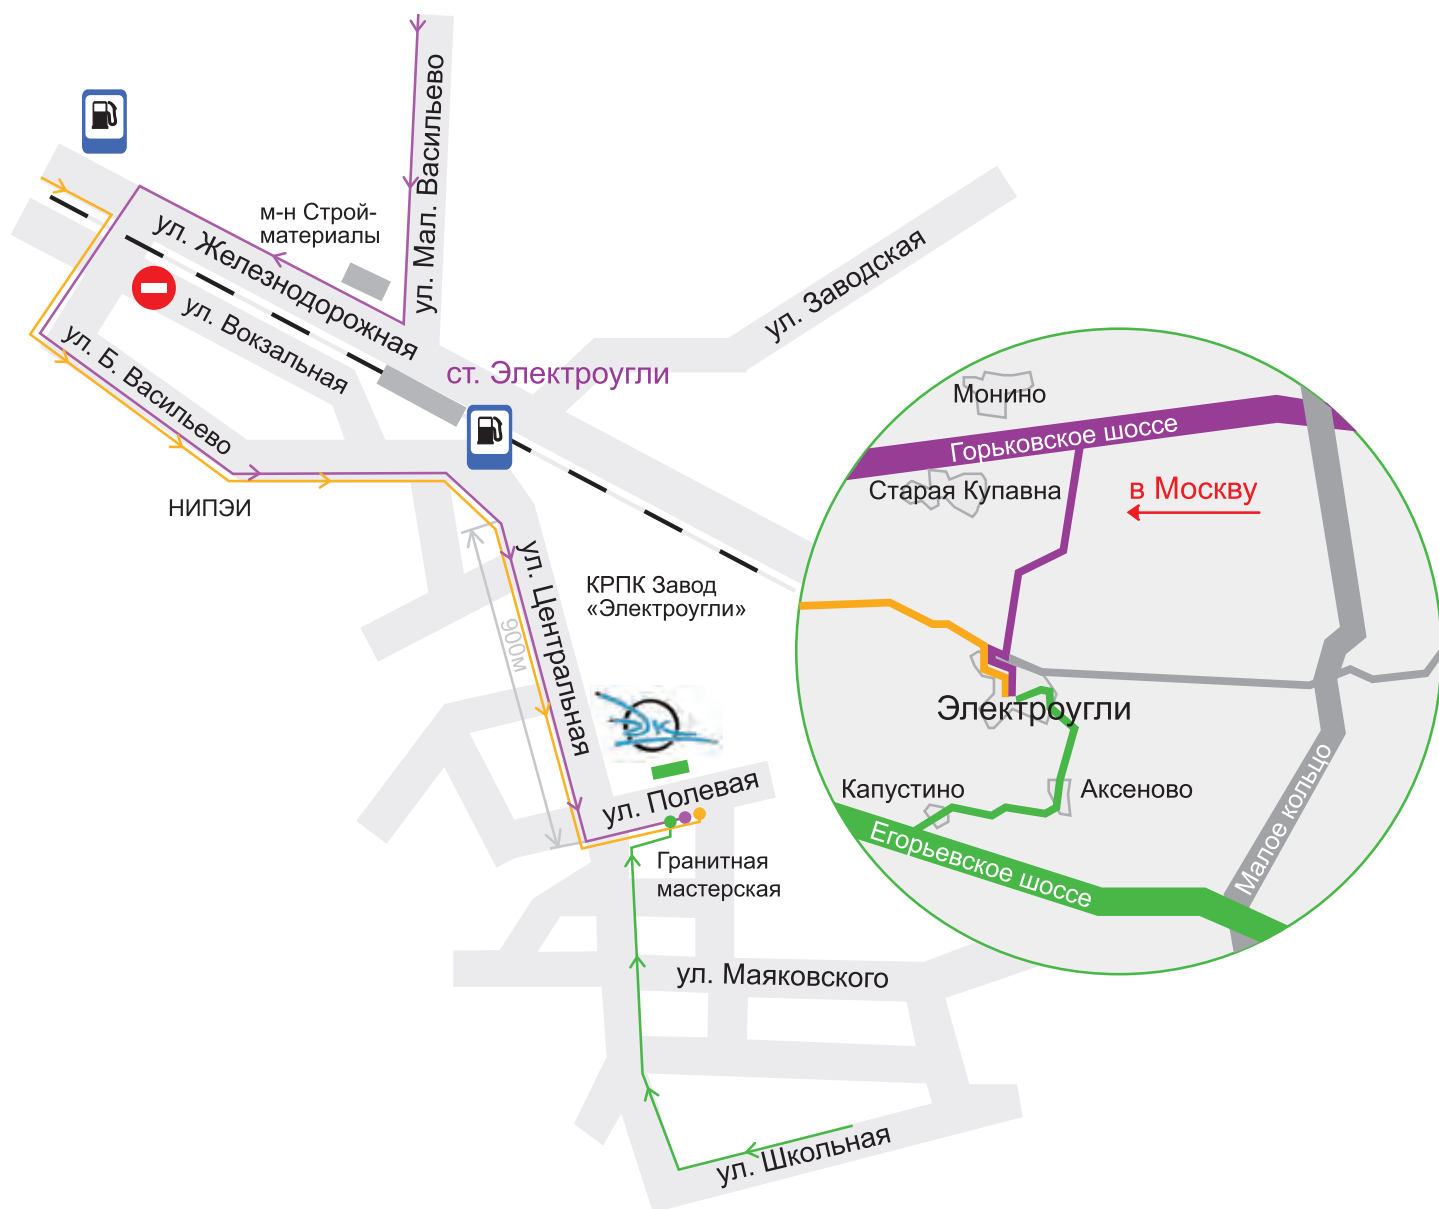 ул. Мал. Васильево
м-н Строй-
материалы
ул. Железнодорожная
ул. Вокзальная
ул. Заводская
ул. Б. Васильево
ст. Электроугли
НИПЭИ
ул. Центральная
900м
КРПК Завод
«Электроугли»
ДК
ул. Полевая
Гранитная
мастерская
ул. Маяковского
ул. Школьная
Монино
Горьковское шоссе
Старая Купавна
в Москву
Электроугли
Капустино
Аксеново
Егорьевское шоссе
Малое кольцо